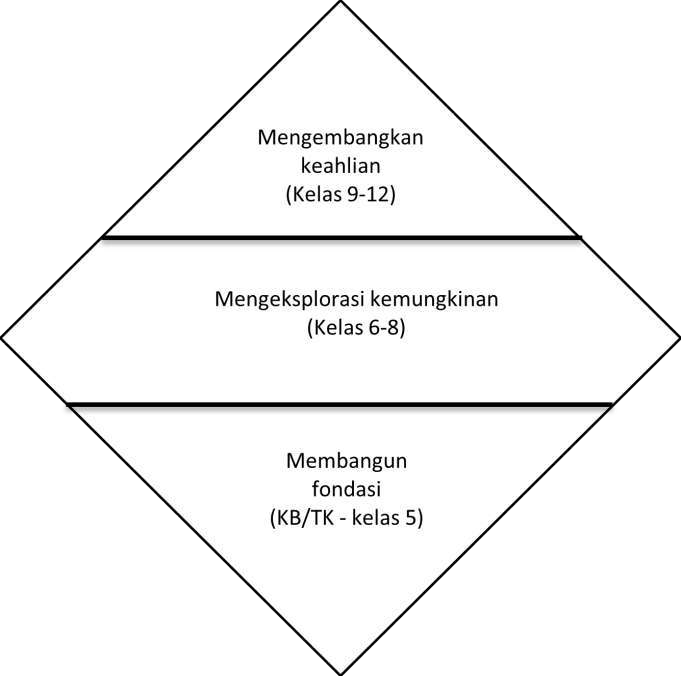 Mengembangkan
keahlian
(Kelas 9-12)
Mengeksplorasi kemungkinan
(Kelas 6-8)
Membangun
fondasi
(KB/TK - kelas 5)